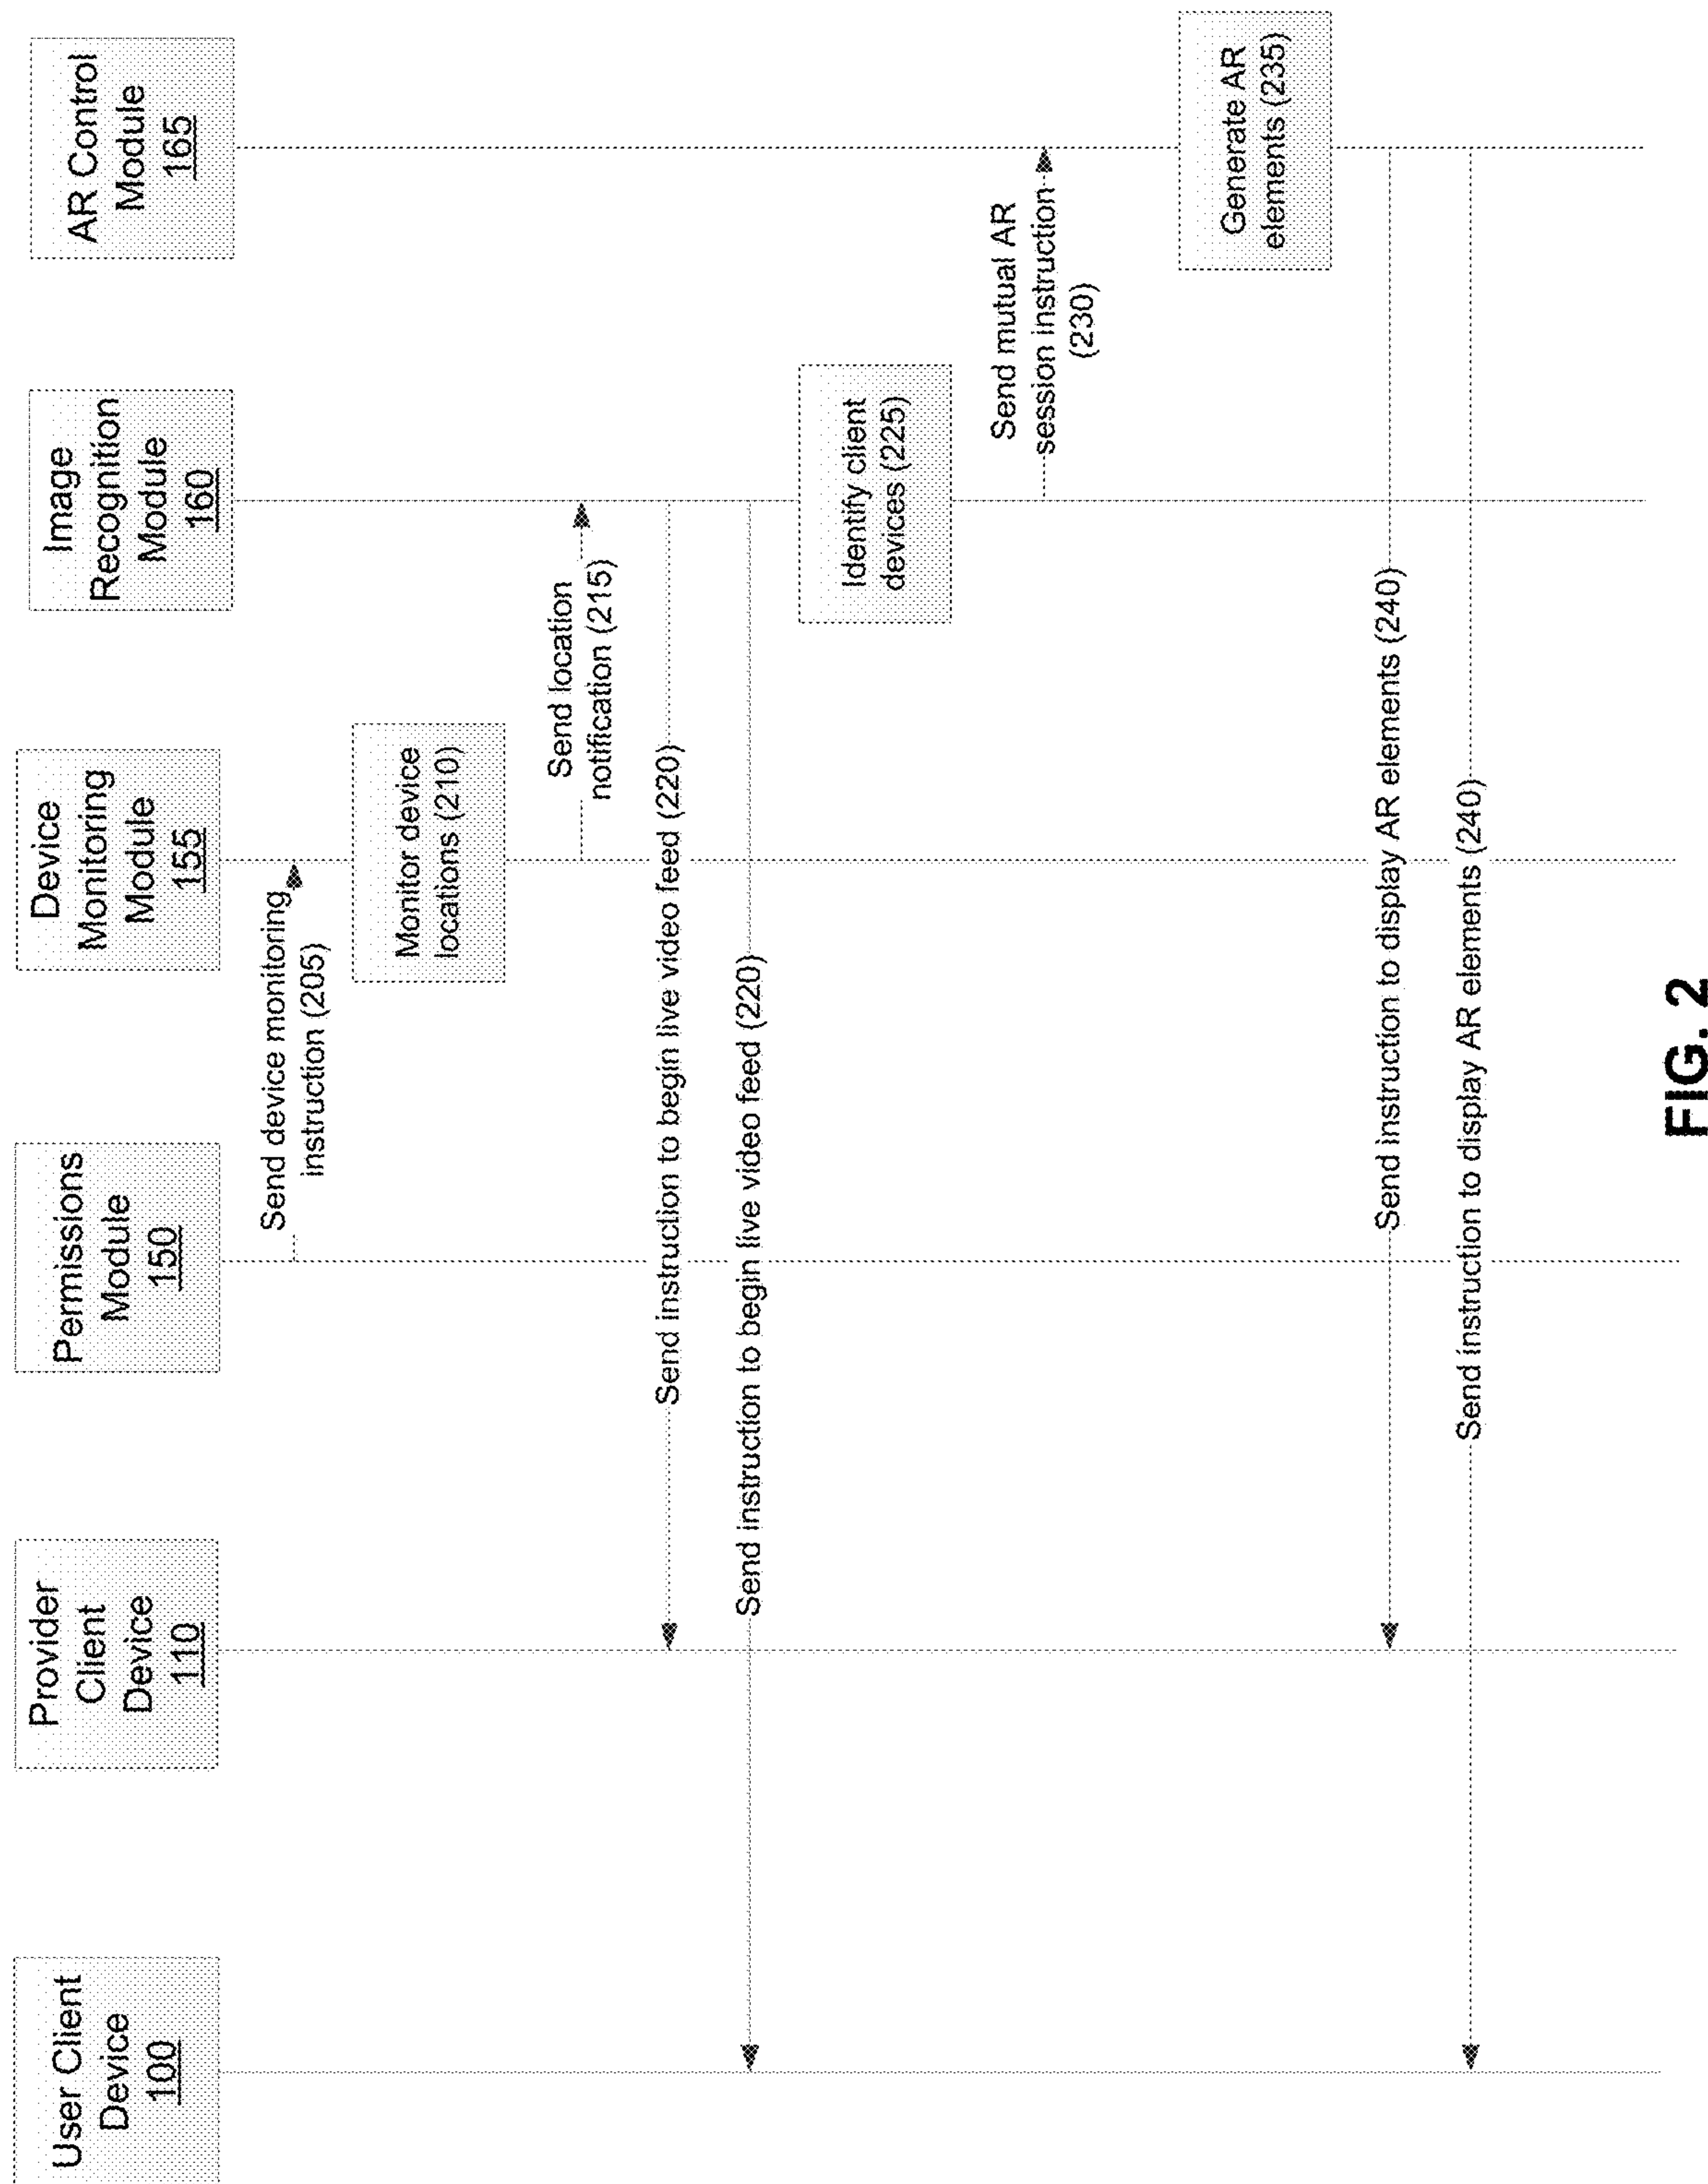 User Client
Device
100
Provider
Client
Device
110
Permissions
Module
150
Device
Monitoring
Module
155
Image
Recognition
Module
160
AR Control
Module
165
Send device monitoring
instruction (205)
Monitor device
locations (210)
Send location
notification (215)
Send instruction to begin live video feed (220)
Send instruction to begin live video feed (220)
Identify client
devices (225)
Send mutual AR
session instruction
(230)
Generate AR
elements (235)
Send instruction to display AR elements (240)
Send instruction to display AR elements (240)
FIG. 2